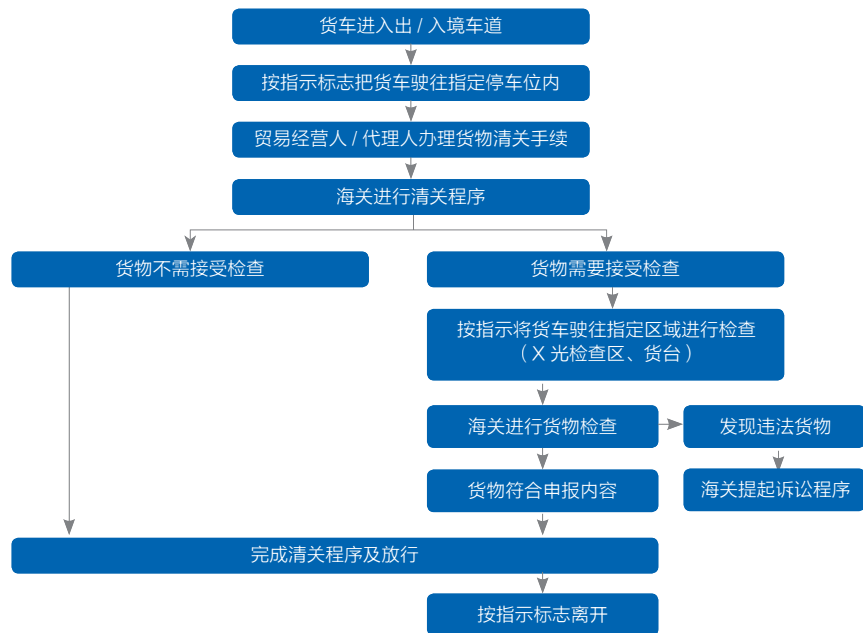 货车进入出 / 入境车道
按指示标志把货车驶往指定停车位内
贸易经营人 / 代理人办理货物清关手续
海关进行清关程序
货物不需接受检查
货物需要接受检查
按指示将货车驶往指定区域进行检查
（ X 光检查区、货台 ）
海关进行货物检查
发现违法货物
货物符合申报内容
海关提起诉讼程序
完成清关程序及放行
按指示标志离开